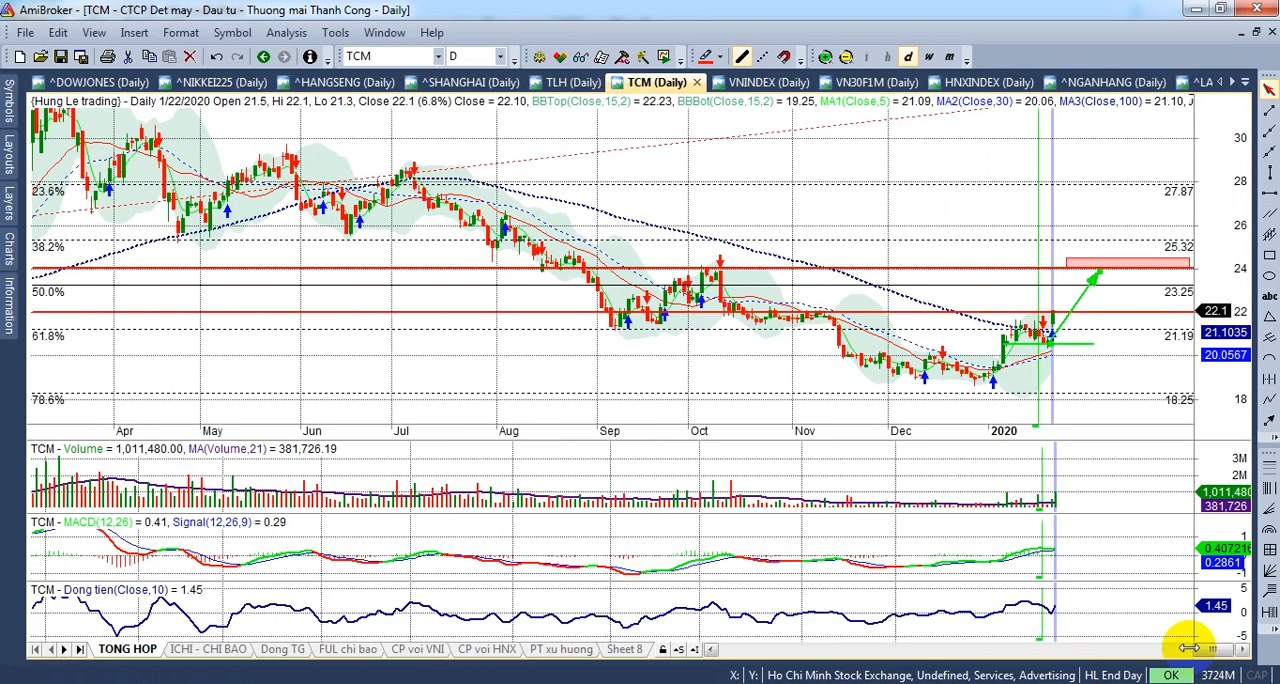 AmiBroker - [TCM - CTCP Det may - Dau tu - Thuong mai Thanh Cong - Daily]
File Edit View Insert Format Symbol Analysis Tools Window Help
TCM D i h d w m
^DOWJONES (Daily) ^NIKKEI225 (Daily) ^HANGSENG (Daily) ^SHANGHAI (Daily) TLH (Daily) TCM (Daily) VNINDEX (Daily) VN30F1M (Daily) HNXINDEX (Daily) ^NGANHANG (Daily) ^LA
Symbols
Layouts
Layers
Charts
Information
{Hung Le trading} - Daily 1/22/2020 Open 21.5, Hi 22.1, Lo 21.3, Close 22.1 (6.8%) Close = 22.10, BBTop(Close,15,2) = 22.23, BBBot(Close,15,2) = 19.25, MA1(Close,5) = 21.09, MA2(Close,30) = 20.06, MA3(Close,100) = 21.10,
30
28
23.6% 27.87
26
38.2% 25.32
24
50.0% 23.25
22.1 22
21.1035
61.8% 21.19
20.0567
78.6% 18.25
18
Apr May Jun Jul Aug Sep Oct Nov Dec 2020
TCM - Volume = 1,011,480.00, MA(Volume,21) = 381,726.19
3M
2M
1,011,480
381,726
TCM - MACD(12,26) = 0.41, Signal(12,26,9) = 0.29
1
0.407216
0.2861
-1
TCM - Dong tien(Close,10) = 1.45
5
1.45
0
-5
TONG HOP ICHI - CHI BAO Dong TG FUL chi bao CP voi VNI CP - HNX PT xu huong Sheet 8
X: Y: Ho Chi Minh Stock Exchange, Undefined, Services, Advertising HL End Day OK 3724M CAP
abc